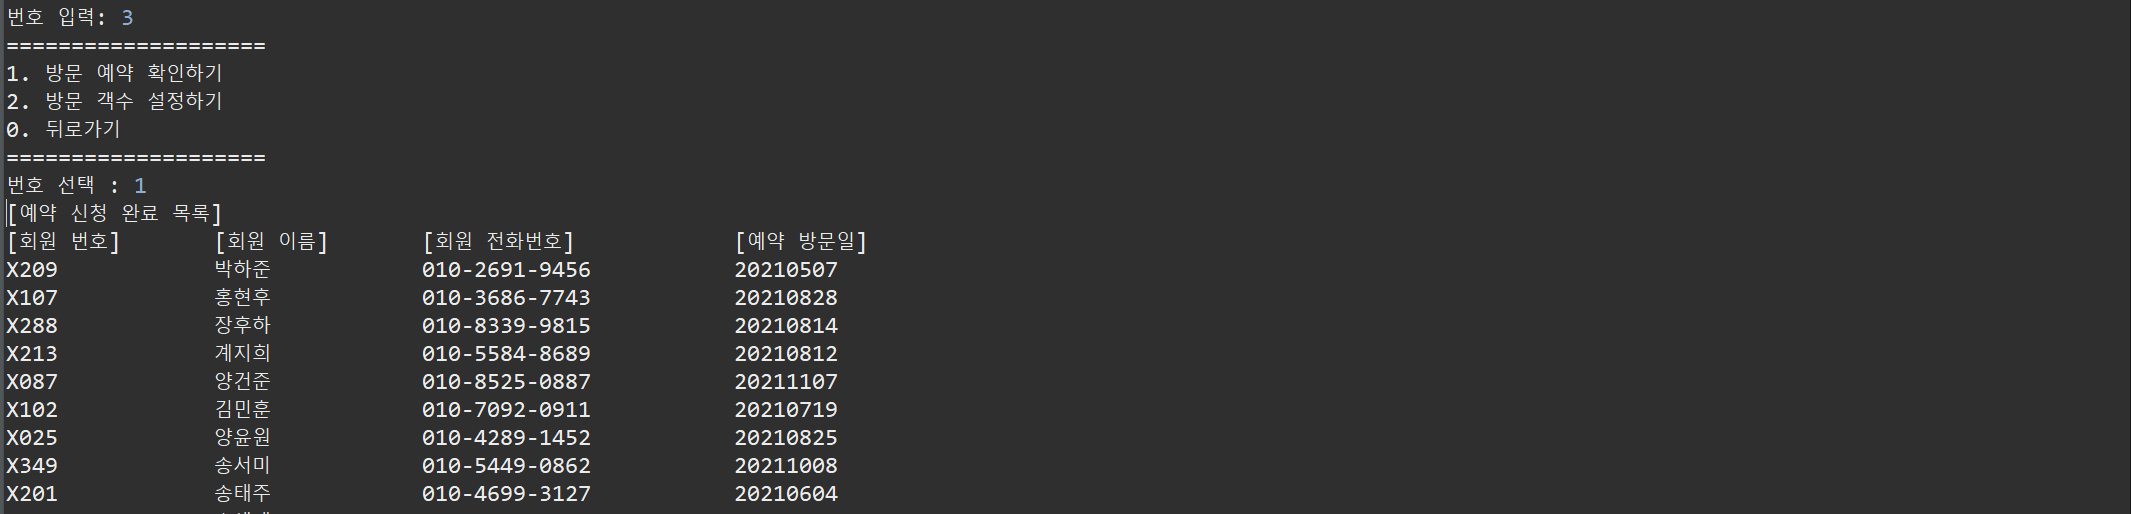 번호 입력: 3
====================
1. 방문 예약 확인하기
2. 방문 객수 설정하기
0. 뒤로가기
====================
번호 선택 : 1
[예약 신청 완료 목록]
[회원 번호] [회원 이름] [회원 전화번호] [예약 방문일]
X209 박하준 010-2691-9456 20210507
X107 홍현후 010-3686-7743 20210828
X288 장후하 010-8339-9815 20210814
X213 계지희 010-5584-8689 20210812
X087 양건준 010-8525-0887 20211107
X102 김민훈 010-7092-0911 20210719
X025 양윤원 010-4289-1452 20210825
X349 송서미 010-5449-0862 20211008
X201 송태주 010-4699-3127 20210604